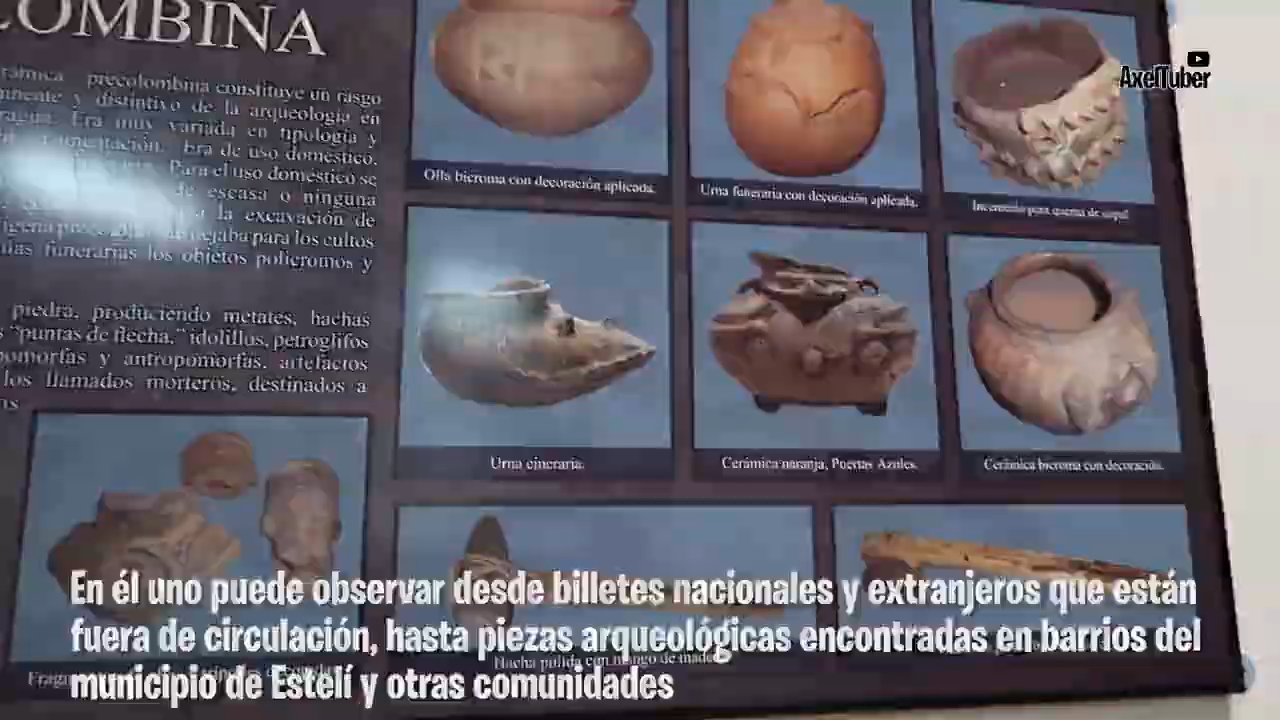 OMBINA
precolombina constituye un rasgo
y distintivo de la arqueología en
Era muy variada en tipología y
Era de uso doméstico,
Para el uso doméstico se
de escasa o ninguna
la excavación de
para los cultos
funerarias los objetos policromos y
piedra, produciendo metates, hachas
"puntas de flecha," idolillos, petroglifos
y antropomorfas, artefactos
los llamados morteros, destinados a
Olla bicroma con decoración aplicada.
Urna funeraria con decoración aplicada.
Incensario para quema de copal
Urna cineraria.
Cerámica naranja, Puertas Azules.
Cerámica bicroma con decoración.
Hacha pulida con mango de
AxelTuber
En él uno puede observar desde billetes nacionales y extranjeros que están
fuera de circulación, hasta piezas arqueológicas encontradas en barrios del
municipio de Estelí y otras comunidades